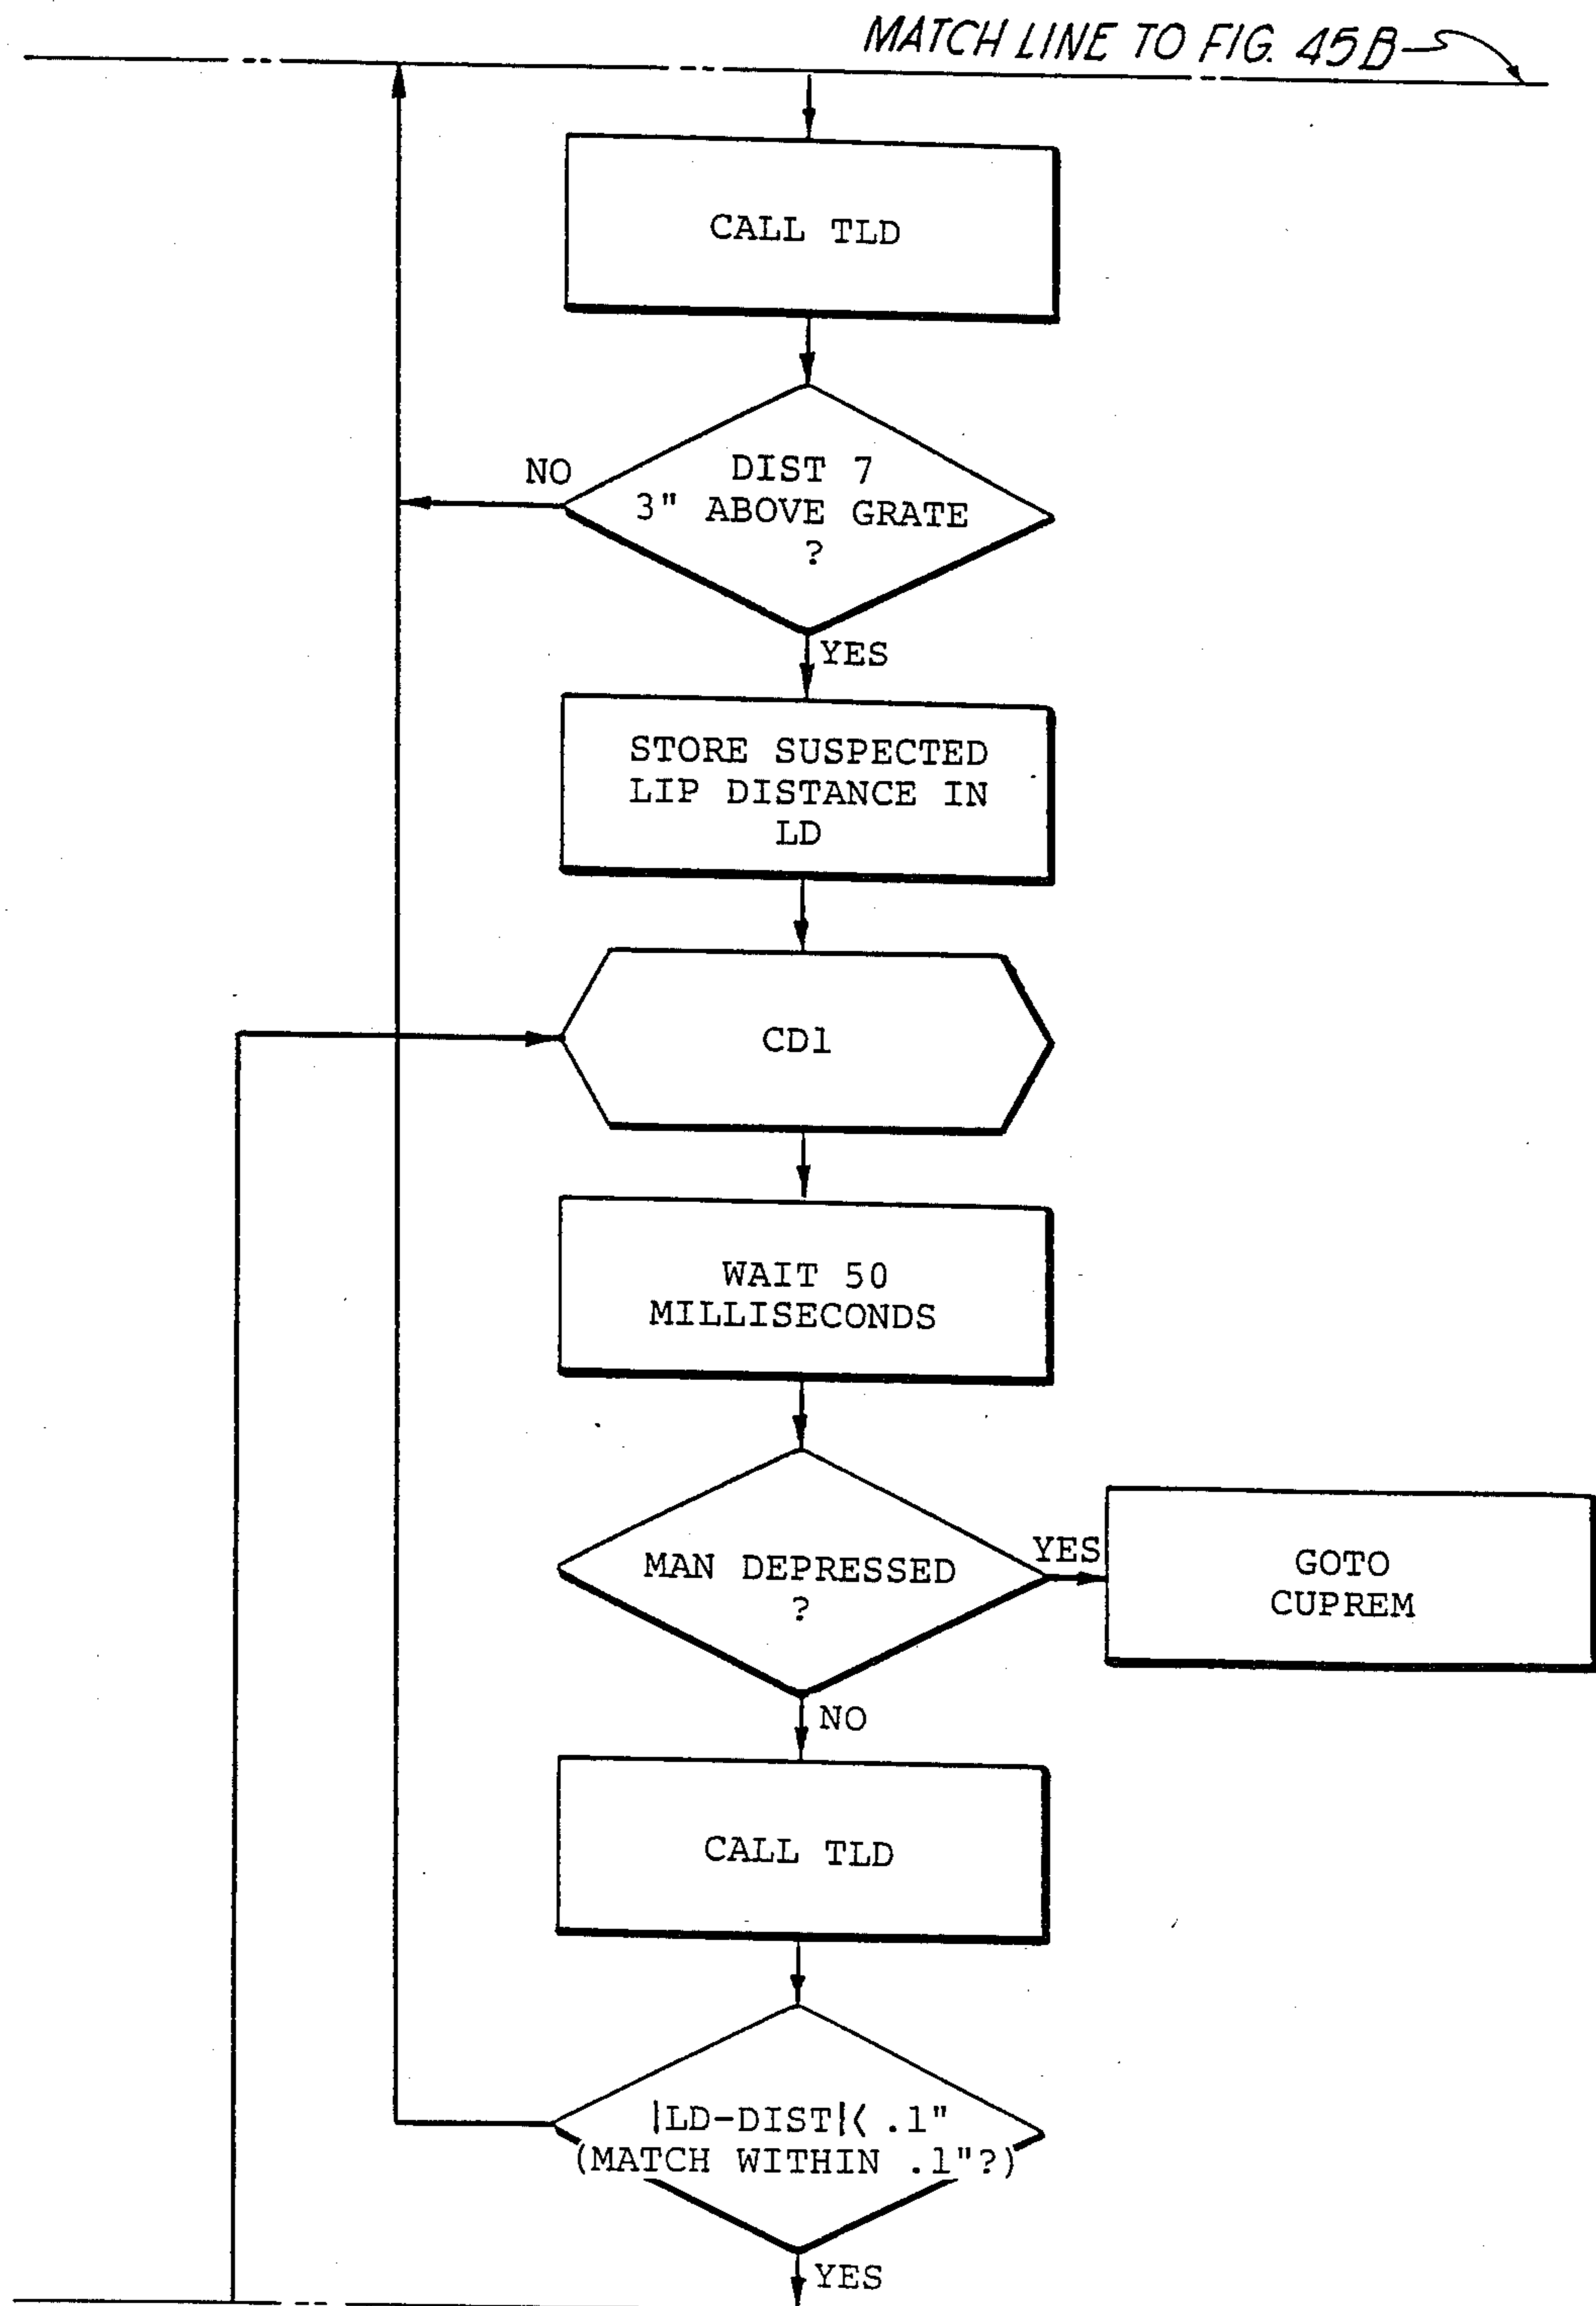 MATCH LINE TO FIG. 45B
CALL TLD
NO
DIST 7
3" ABOVE GRATE
?
YES
STORE SUSPECTED
LIP DISTANCE IN
LD
CD1
WAIT 50
MILLISECONDS
MAN DEPRESSED
?
YES
GOTO
CUPREM
NO
CALL TLD
|LD-DIST|< .1"
(MATCH WITHIN .1"?)
YES